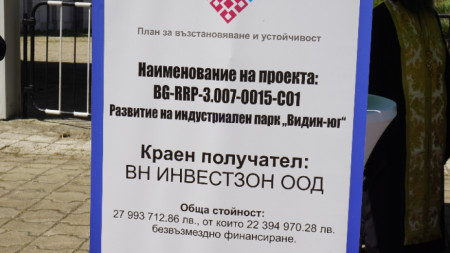 План за възстановяване и устойчивост
Наименование на проекта:
BG-RRP-3.007-0015-C01
Развитие на индустриален парк „Видин-юг“
Краен получател:
ВН ИНВЕСТЗОН ООД
Обща стойност:
27 993 712.86 лв., от които 22 394 970.28 лв.
безвъзмездно финансиране.